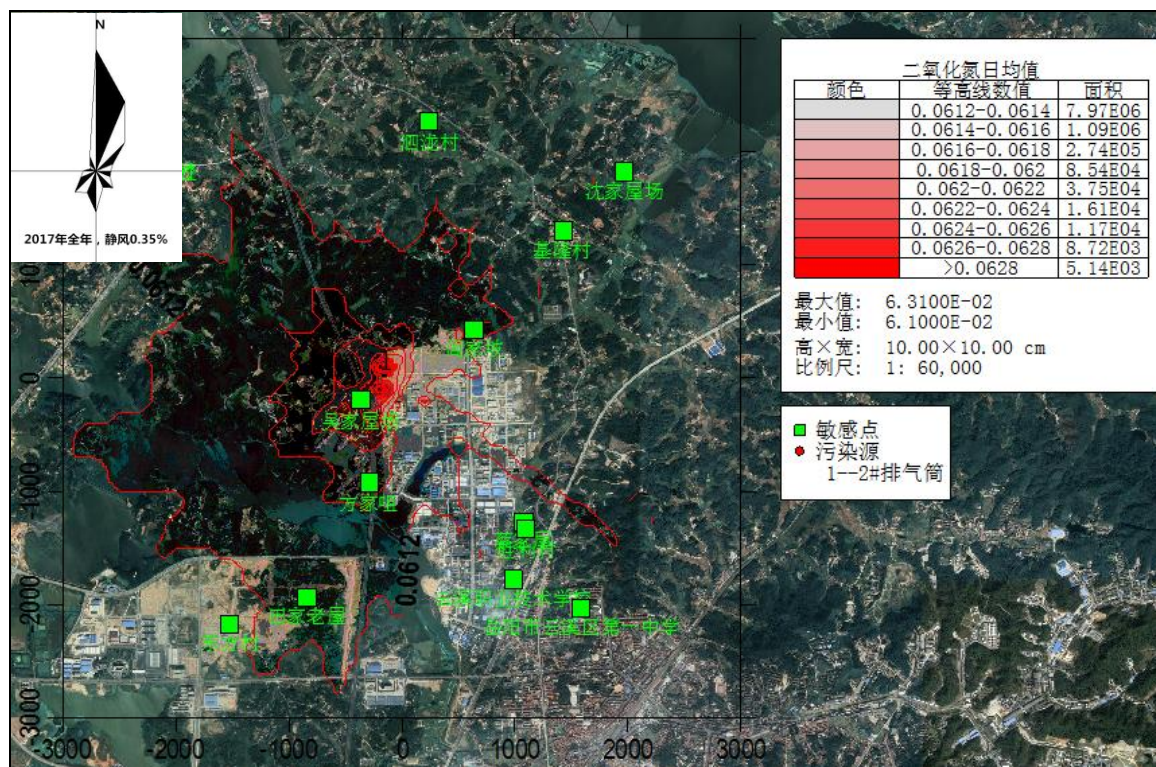 N
2017年全年，静风0.35%
二氧化氮日均值
颜色 等高线数值 面积
0.0612-0.0614 7.97E06
0.0614-0.0616 1.09E06
0.0616-0.0618 2.74E05
0.0618-0.062 8.54E04
0.062-0.0622 3.75E04
0.0622-0.0624 1.61E04
0.0624-0.0626 1.17E04
0.0626-0.0628 8.72E03
>0.0628 5.14E03
最大值: 6.3100E-02
最小值: 6.1000E-02
高×宽: 10.00×10.00 cm
比例尺: 1: 60,000
敏感点
污染源
1--2#排气筒
沈家屋场
基隆村
0.0612
0
吴家屋场
方家咀
-1000
0.0612
-2000
田家老屋
岳阳市云溪区第一中学
-3000
-3000 -2000 -1000 0 1000 2000 3000